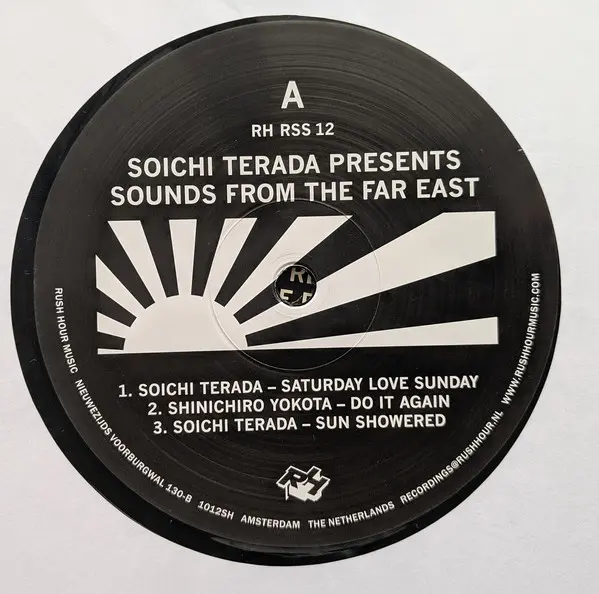 A
RH RSS 12
SOICHI TERADA PRESENTS
SOUNDS FROM THE FAR EAST
1. SOICHI TERADA – SATURDAY LOVE SUNDAY
2. SHINICHIRO YOKOTA – DO IT AGAIN
3. SOICHI TERADA – SUN SHOWERED
RH
RUSH HOUR MUSIC NIEUWEZIJDS VOORBURGWAL 130-B 1012SH AMSTERDAM THE NETHERLANDS RECORDINGS@RUSHHOUR.NL WWW.RUSHHOURMUSIC.COM